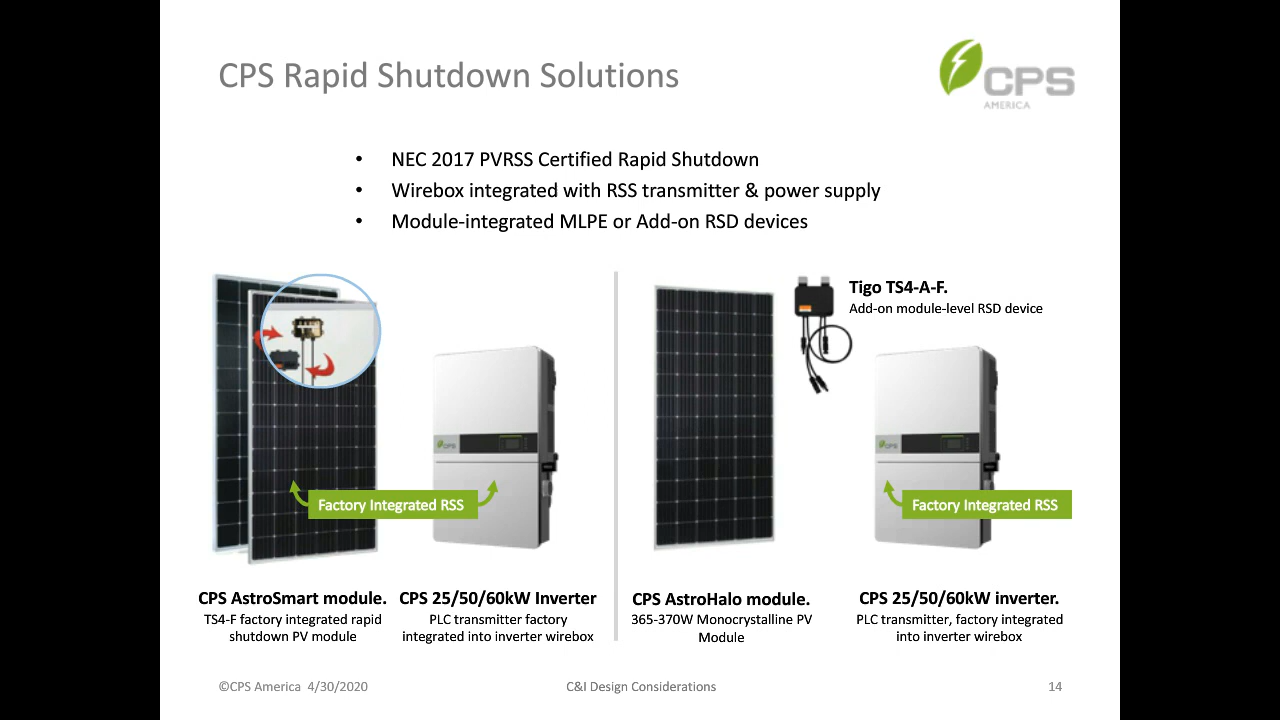 CPS Rapid Shutdown Solutions
CPS
AMERICA
• NEC 2017 PVRSS Certified Rapid Shutdown
• Wirebox integrated with RSS transmitter & power supply
• Module-integrated MLPE or Add-on RSD devices
Tigo TS4-A-F.
Add-on module-level RSD device
CPS
CPS
Factory Integrated RSS
Factory Integrated RSS
CPS AstroSmart module.
TS4-F factory integrated rapid
shutdown PV module
CPS 25/50/60kW Inverter
PLC transmitter factory
integrated into inverter wirebox
CPS AstroHalo module.
365-370W Monocrystalline PV
Module
CPS 25/50/60kW inverter.
PLC transmitter, factory integrated
into inverter wirebox
©CPS America 4/30/2020
C&I Design Considerations
14